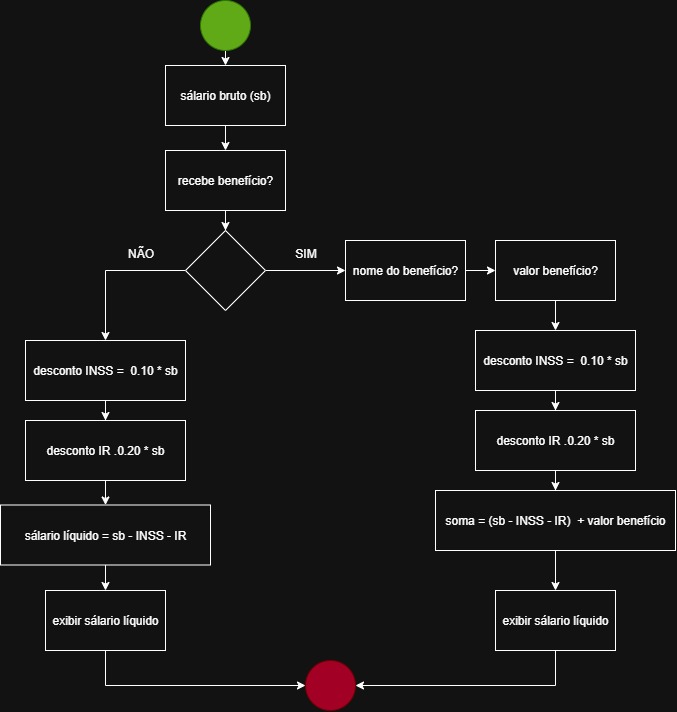 sálario bruto (sb)
recebe benefício?
NÃO
SIM
nome do benefício?
valor benefício?
desconto INSS = 0.10 * sb
desconto IR .0.20 * sb
sálario líquido = sb - INSS - IR
exibir sálario líquido
desconto INSS = 0.10 * sb
desconto IR .0.20 * sb
soma = (sb - INSS - IR) + valor benefício
exibir sálario líquido